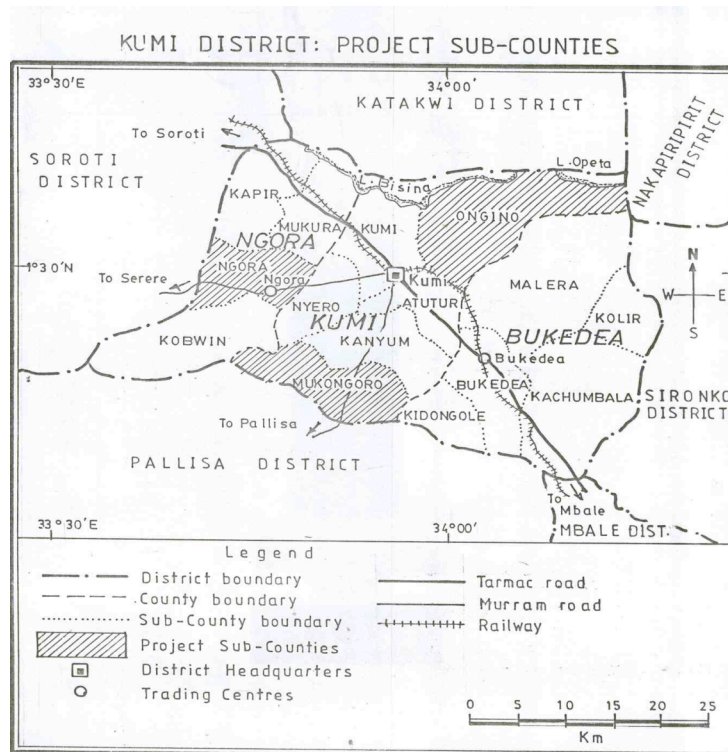 KUMI DISTRICT: PROJECT SUB-COUNTIES
33°30'E
34°00'
KATAKWI DISTRICT
To Soroti
SOROTI
DISTRICT
NAKAPIRIPIRIT
DISTRICT
L. Opeta
L. Bisina
KAPIR
MUKURA
KUMI
ONGINO
NGORA
NGORA
Ngora
1°30N
To Serere
Kumi
ATUTUR
MALERA
N
W
E
S
NYERO
KUMI
KANYUM
KOLIR
BUKEDEA
KOBWIN
Bukedea
MUKONGORO
BUKEDEA
KACHUMBALA
SIRONKO
DISTRICT
KIDONGOLE
To Pallisa
PALLISA DISTRICT
To
Mbale
MBALE DIST.
33°30'E
34°00'
Legend
District boundary
County boundary
Sub-County boundary
Project Sub-Counties
District Headquarters
Trading Centres
Tarmac road
Murram road
Railway
0 5 10 15 20 25
Km